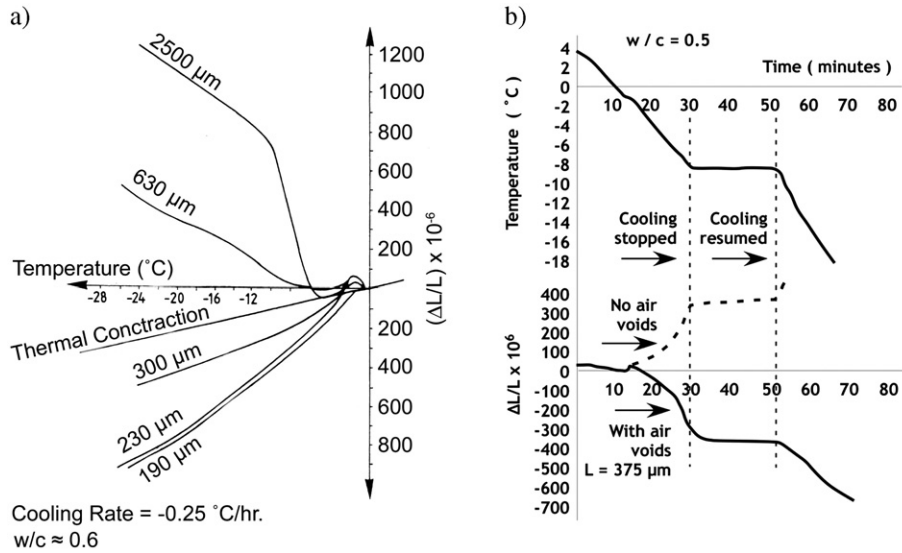 a)
1200
1000
800
600
400
200
2500 µm
630 µm
Temperature (˚C)
-28 -24 -20 -16 -12
(ΔL/L) x 10-6
Thermal Conctraction
300 µm
230 µm
190 µm
200
400
600
800
Cooling Rate = -0.25 ˚C/hr.
w/c ≈ 0.6
b)
w / c = 0.5
Time ( minutes )
Temperature ( ˚C )
4
2
0
-2
-4
-6
-8
-10
-12
-14
-16
-18
10 20 30 40 50 60 70 80
Cooling
stopped
Cooling
resumed
ΔL/L x 106
400
300
200
100
0
-100
-200
-300
-400
-500
-600
-700
10 20 30 40 50 60 70 80
No air
voids
With air
voids
L = 375 µm